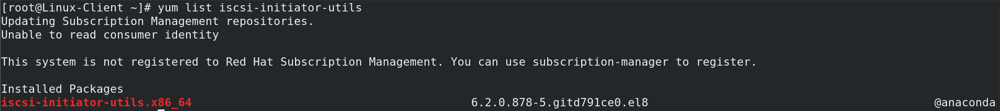 [root@Linux-Client ~]# yum list iscsi-initiator-utils
Updating Subscription Management repositories.
Unable to read consumer identity
This system is not registered to Red Hat Subscription Management. You can use subscription-manager to register.
Installed Packages
iscsi-initiator-utils.x86_64 6.2.0.878-5.gitd791ce0.el8 @anaconda